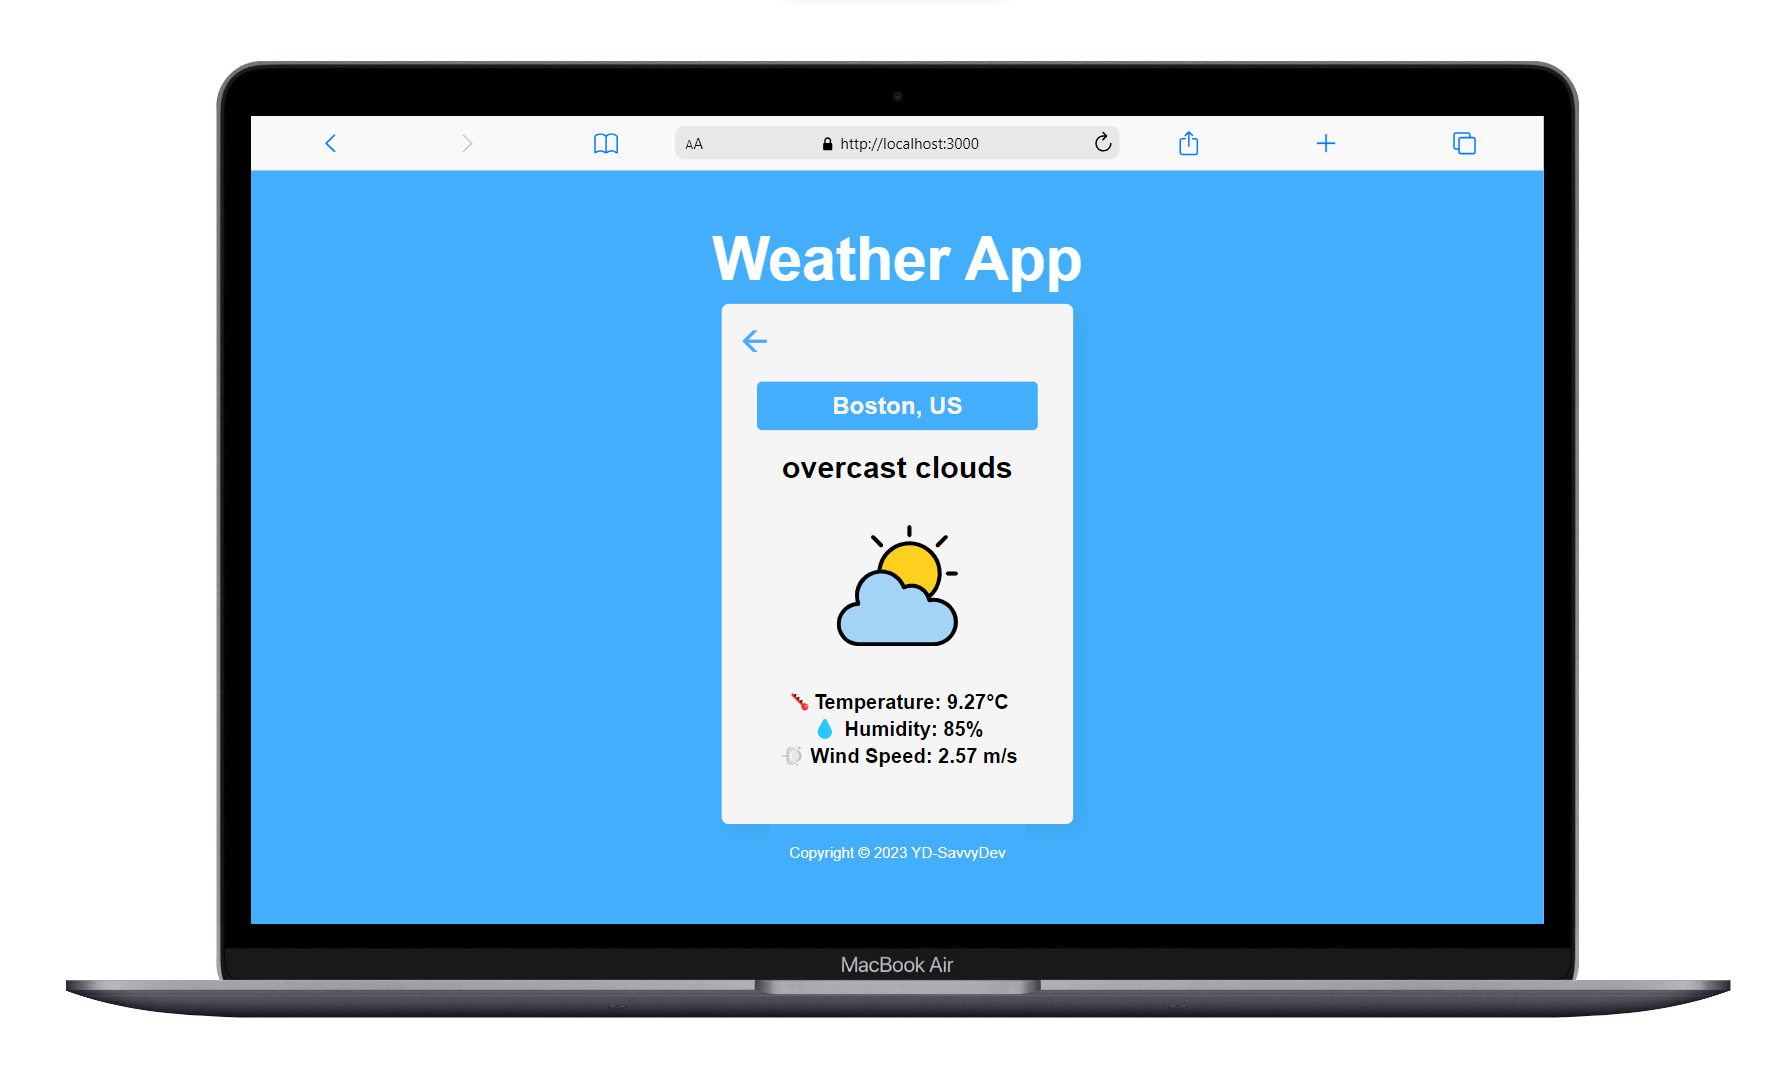 AA http://localhost:3000
Weather App
Boston, US
overcast clouds
Temperature: 9.27°C
Humidity: 85%
Wind Speed: 2.57 m/s
Copyright © 2023 YD-SavvyDev
MacBook Air